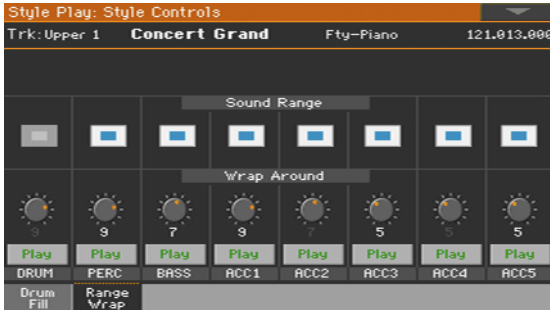 Style Play: Style Controls
Trk:Upper 1 Concert Grand Fty-Piano 121.013.000
Sound Range
Wrap Around
9 9 7 9 7 5 5 5
Play Play Play Play Play Play Play Play
DRUM PERC BASS ACC1 ACC2 ACC3 ACC4 ACC5
Drum Range
Fill Wrap